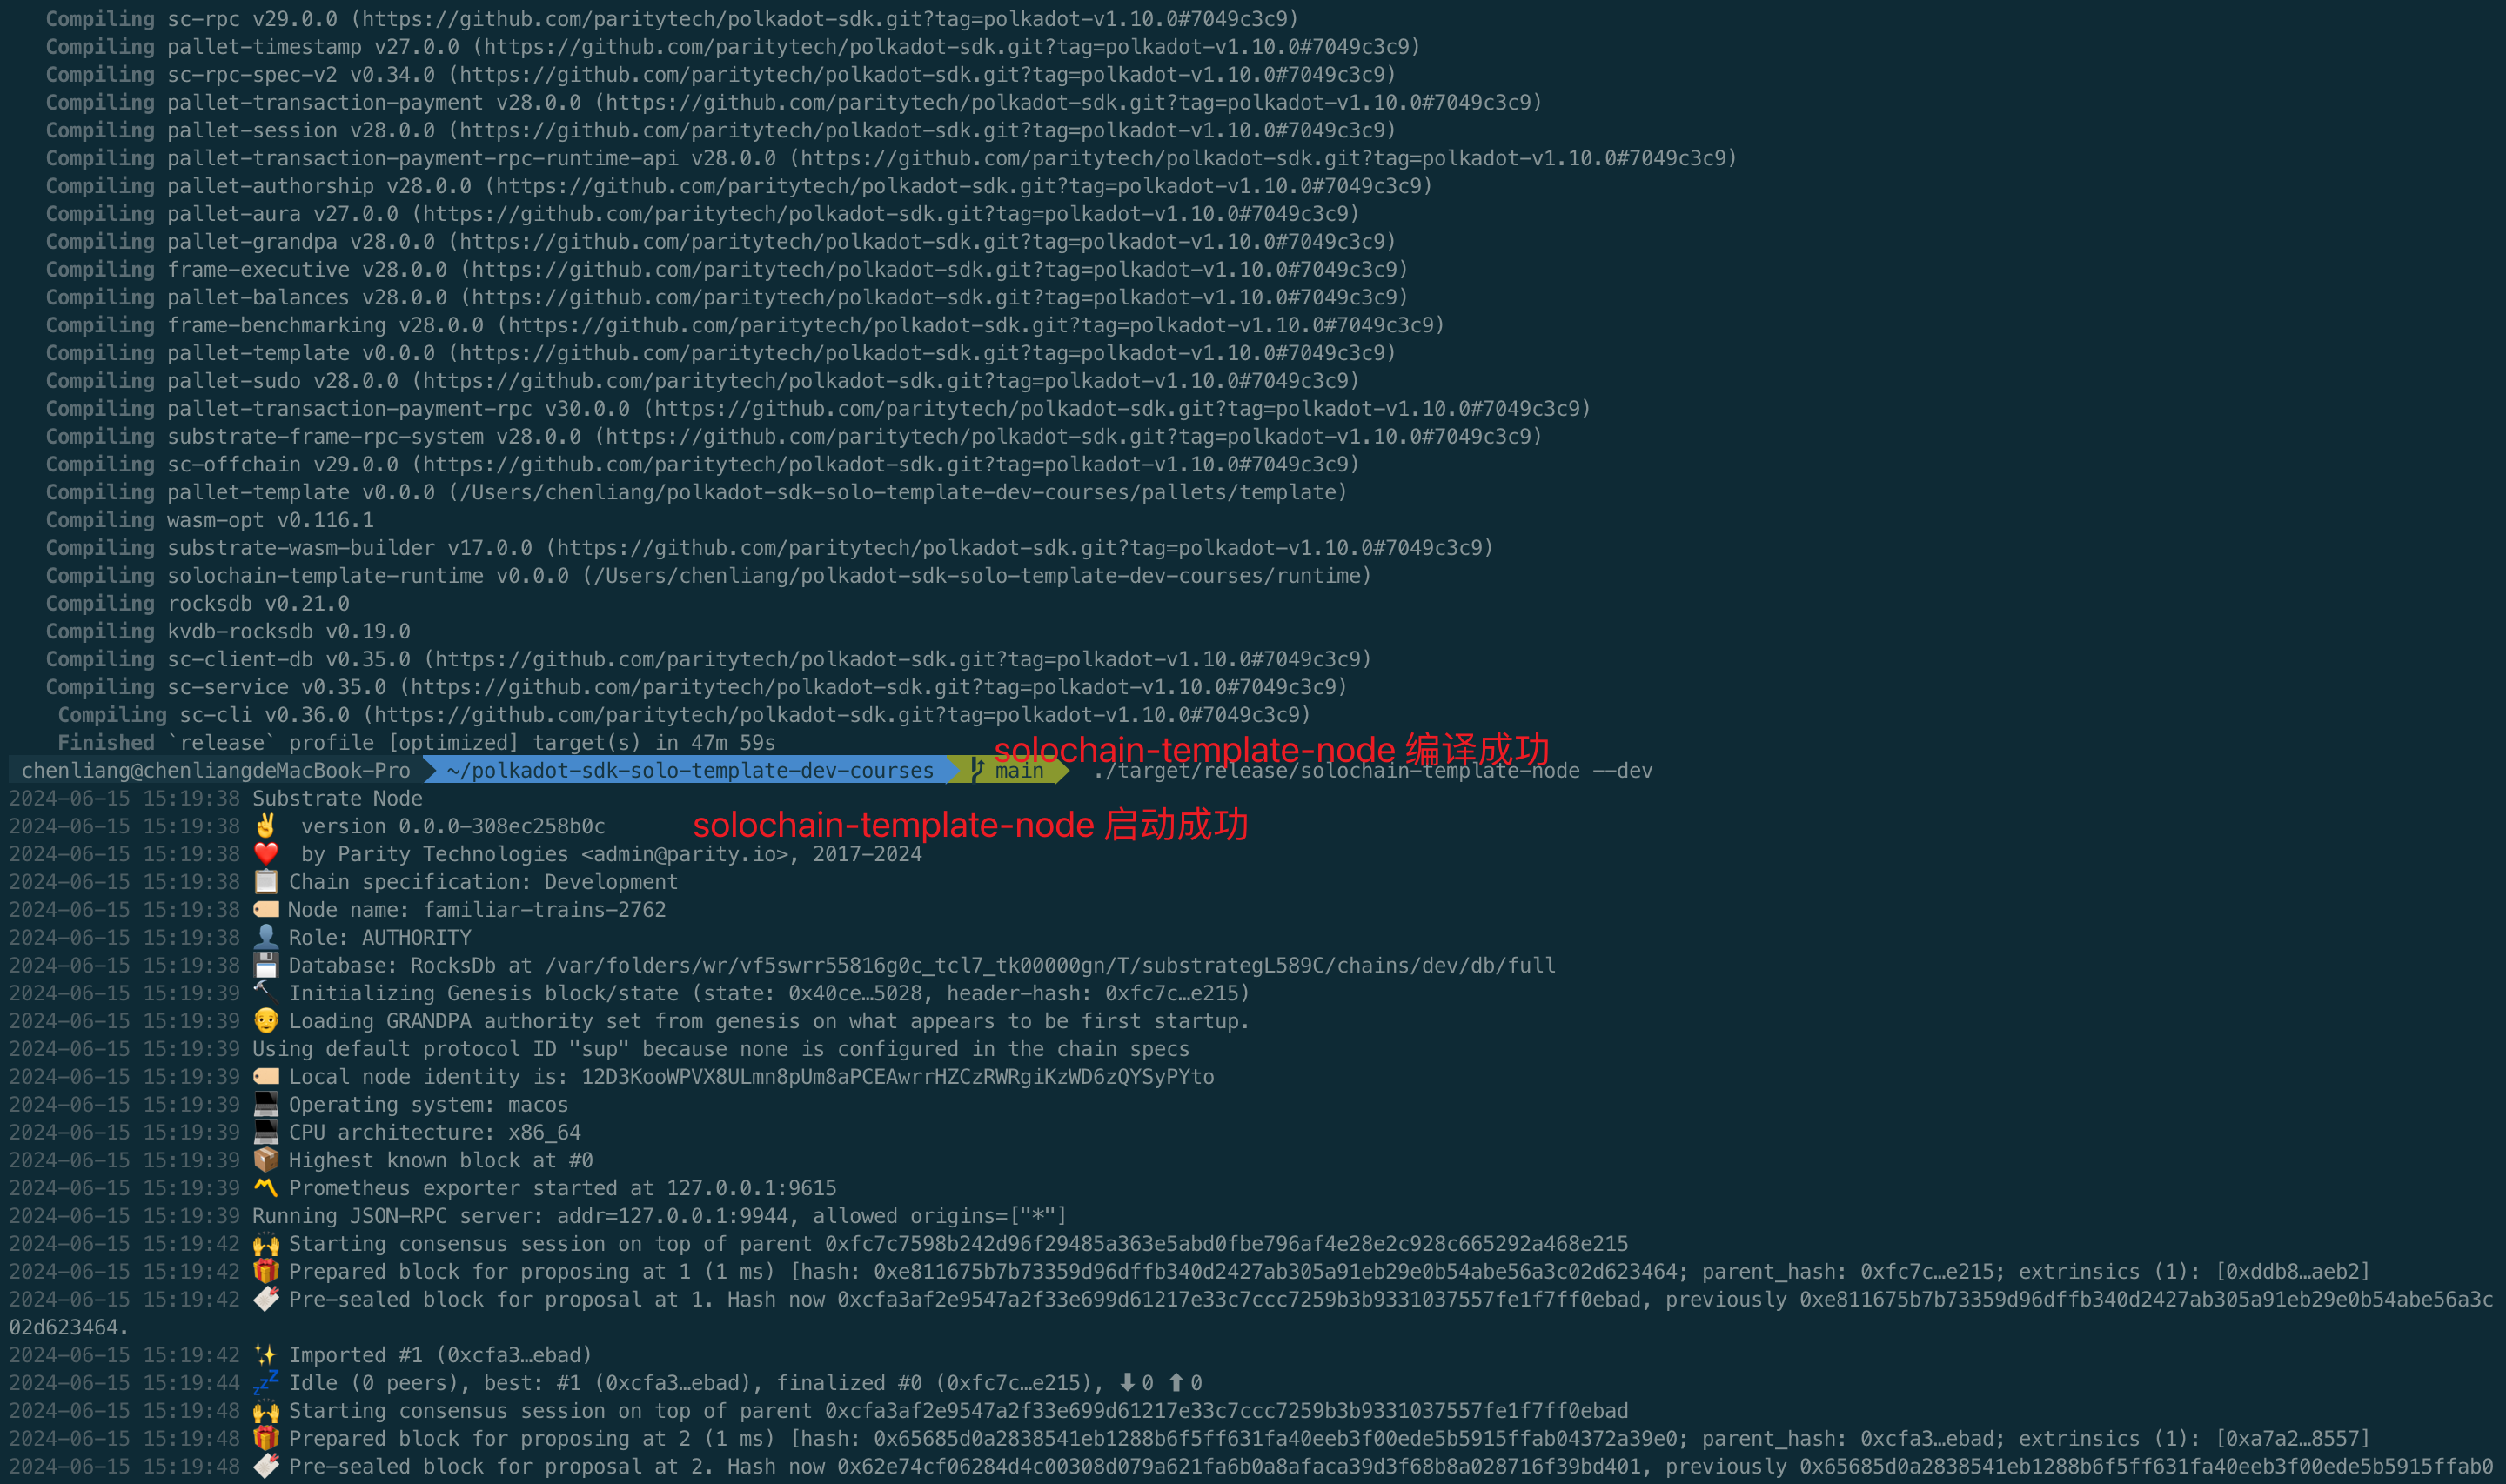 Compiling sc-rpc v29.0.0 (https://github.com/paritytech/polkadot-sdk.git?tag=polkadot-v1.10.0#7049c3c9)
Compiling pallet-timestamp v27.0.0 (https://github.com/paritytech/polkadot-sdk.git?tag=polkadot-v1.10.0#7049c3c9)
Compiling sc-rpc-spec-v2 v0.34.0 (https://github.com/paritytech/polkadot-sdk.git?tag=polkadot-v1.10.0#7049c3c9)
Compiling pallet-transaction-payment v28.0.0 (https://github.com/paritytech/polkadot-sdk.git?tag=polkadot-v1.10.0#7049c3c9)
Compiling pallet-session v28.0.0 (https://github.com/paritytech/polkadot-sdk.git?tag=polkadot-v1.10.0#7049c3c9)
Compiling pallet-transaction-payment-rpc-runtime-api v28.0.0 (https://github.com/paritytech/polkadot-sdk.git?tag=polkadot-v1.10.0#7049c3c9)
Compiling pallet-authorship v28.0.0 (https://github.com/paritytech/polkadot-sdk.git?tag=polkadot-v1.10.0#7049c3c9)
Compiling pallet-aura v27.0.0 (https://github.com/paritytech/polkadot-sdk.git?tag=polkadot-v1.10.0#7049c3c9)
Compiling pallet-grandpa v28.0.0 (https://github.com/paritytech/polkadot-sdk.git?tag=polkadot-v1.10.0#7049c3c9)
Compiling frame-executive v28.0.0 (https://github.com/paritytech/polkadot-sdk.git?tag=polkadot-v1.10.0#7049c3c9)
Compiling pallet-balances v28.0.0 (https://github.com/paritytech/polkadot-sdk.git?tag=polkadot-v1.10.0#7049c3c9)
Compiling frame-benchmarking v28.0.0 (https://github.com/paritytech/polkadot-sdk.git?tag=polkadot-v1.10.0#7049c3c9)
Compiling pallet-template v0.0.0 (https://github.com/paritytech/polkadot-sdk.git?tag=polkadot-v1.10.0#7049c3c9)
Compiling pallet-sudo v28.0.0 (https://github.com/paritytech/polkadot-sdk.git?tag=polkadot-v1.10.0#7049c3c9)
Compiling pallet-transaction-payment-rpc v30.0.0 (https://github.com/paritytech/polkadot-sdk.git?tag=polkadot-v1.10.0#7049c3c9)
Compiling substrate-frame-rpc-system v28.0.0 (https://github.com/paritytech/polkadot-sdk.git?tag=polkadot-v1.10.0#7049c3c9)
Compiling sc-offchain v29.0.0 (https://github.com/paritytech/polkadot-sdk.git?tag=polkadot-v1.10.0#7049c3c9)
Compiling pallet-template v0.0.0 (/Users/chenliang/polkadot-sdk-solo-template-dev-courses/pallets/template)
Compiling wasm-opt v0.116.1
Compiling substrate-wasm-builder v17.0.0 (https://github.com/paritytech/polkadot-sdk.git?tag=polkadot-v1.10.0#7049c3c9)
Compiling solochain-template-runtime v0.0.0 (/Users/chenliang/polkadot-sdk-solo-template-dev-courses/runtime)
Compiling rocksdb v0.21.0
Compiling kvdb-rocksdb v0.19.0
Compiling sc-client-db v0.35.0 (https://github.com/paritytech/polkadot-sdk.git?tag=polkadot-v1.10.0#7049c3c9)
Compiling sc-service v0.35.0 (https://github.com/paritytech/polkadot-sdk.git?tag=polkadot-v1.10.0#7049c3c9)
Compiling sc-cli v0.36.0 (https://github.com/paritytech/polkadot-sdk.git?tag=polkadot-v1.10.0#7049c3c9)
Finished `release` profile [optimized] target(s) in 47m 59s
solochain-template-node 编译成功
chenliang@chenliangdeMacBook-Pro ~/polkadot-sdk-solo-template-dev-courses main ./target/release/solochain-template-node --dev
2024-06-15 15:19:38 Substrate Node
2024-06-15 15:19:38 ✌️ version 0.0.0-308ec258b0c
solochain-template-node 启动成功
2024-06-15 15:19:38 ❤️ by Parity Technologies <admin@parity.io>, 2017-2024
2024-06-15 15:19:38 📋 Chain specification: Development
2024-06-15 15:19:38 🏷 Node name: familiar-trains-2762
2024-06-15 15:19:38 👤 Role: AUTHORITY
2024-06-15 15:19:38 💾 Database: RocksDb at /var/folders/wr/vf5swrr55816g0c_tcl7_tk00000gn/T/substrategL589C/chains/dev/db/full
2024-06-15 15:19:39 🔨 Initializing Genesis block/state (state: 0x40ce…5028, header-hash: 0xfc7c…e215)
2024-06-15 15:19:39 👴 Loading GRANDPA authority set from genesis on what appears to be first startup.
2024-06-15 15:19:39 Using default protocol ID "sup" because none is configured in the chain specs
2024-06-15 15:19:39 🏷 Local node identity is: 12D3KooWPVX8ULmn8pUm8aPCEAwrrHZCzRWRgiKzWD6zQYSyPYto
2024-06-15 15:19:39 💻 Operating system: macos
2024-06-15 15:19:39 💻 CPU architecture: x86_64
2024-06-15 15:19:39 📦 Highest known block at #0
2024-06-15 15:19:39 〽️ Prometheus exporter started at 127.0.0.1:9615
2024-06-15 15:19:39 Running JSON-RPC server: addr=127.0.0.1:9944, allowed origins=["*"]
2024-06-15 15:19:42 🙌 Starting consensus session on top of parent 0xfc7c7598b242d96f29485a363e5abd0fbe796af4e28e2c928c665292a468e215
2024-06-15 15:19:42 🎁 Prepared block for proposing at 1 (1 ms) [hash: 0xe811675b7b73359d96dffb340d2427ab305a91eb29e0b54abe56a3c02d623464; parent_hash: 0xfc7c…e215; extrinsics (1): [0xddb8…aeb2]
2024-06-15 15:19:42 🔖 Pre-sealed block for proposal at 1. Hash now 0xcfa3af2e9547a2f33e699d61217e33c7ccc7259b3b9331037557fe1f7ff0ebad, previously 0xe811675b7b73359d96dffb340d2427ab305a91eb29e0b54abe56a3c
02d623464.
2024-06-15 15:19:42 ✨ Imported #1 (0xcfa3…ebad)
2024-06-15 15:19:44 💤 Idle (0 peers), best: #1 (0xcfa3…ebad), finalized #0 (0xfc7c…e215), ⬇ 0 ⬆ 0
2024-06-15 15:19:48 🙌 Starting consensus session on top of parent 0xcfa3af2e9547a2f33e699d61217e33c7ccc7259b3b9331037557fe1f7ff0ebad
2024-06-15 15:19:48 🎁 Prepared block for proposing at 2 (1 ms) [hash: 0x65685d0a2838541eb1288b6f5ff631fa40eeb3f00ede5b5915ffab04372a39e0; parent_hash: 0xcfa3…ebad; extrinsics (1): [0xa7a2…8557]
2024-06-15 15:19:48 🔖 Pre-sealed block for proposal at 2. Hash now 0x62e74cf06284d4c00308d079a621fa6b0a8afaca39d3f68b8a028716f39bd401, previously 0x65685d0a2838541eb1288b6f5ff631fa40eeb3f00ede5b5915ffab0